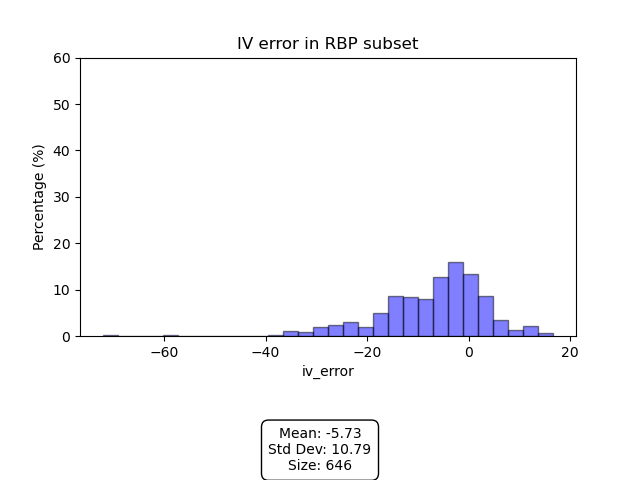 IV error in RBP subset
60
50
40
30
20
10
0
Percentage (%)
−60 −40 −20 0 20
iv_error
Mean: -5.73
Std Dev: 10.79
Size: 646